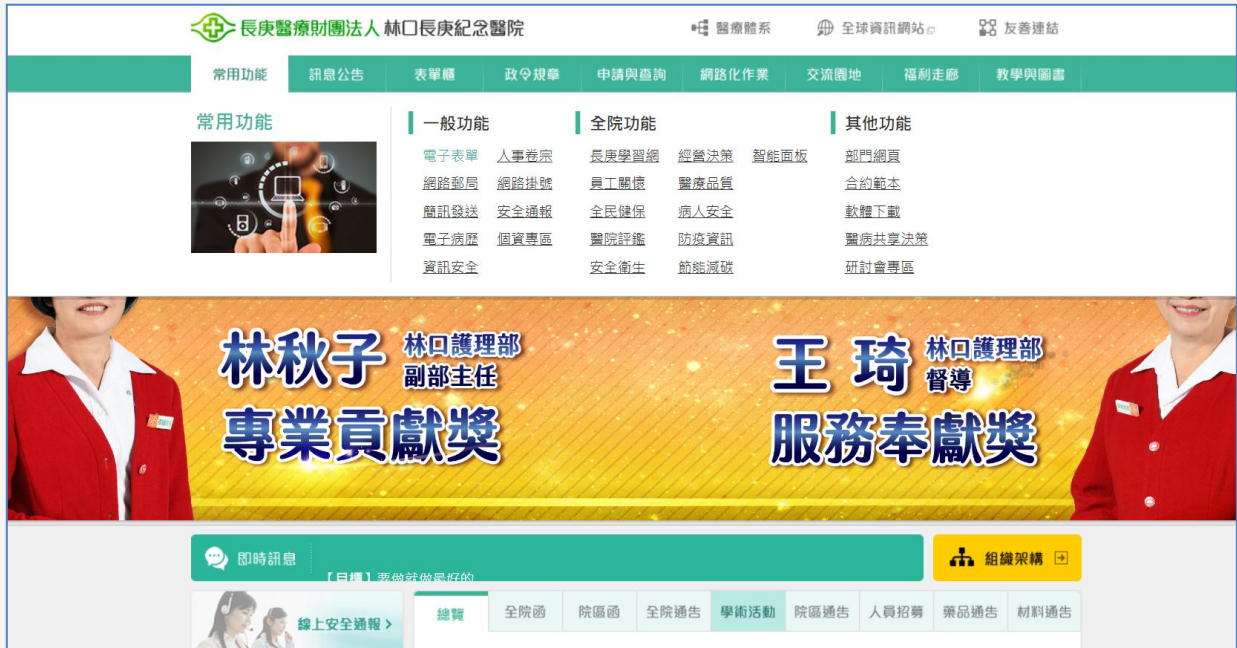 長庚醫療財團法人 林口長庚紀念醫院
醫療體系 全球資訊網站 友善連結
常用功能 訊息公告 表單櫃 政令規章 申請與查詢 網路化作業 交流園地 福利走廊 教學與圖書
常用功能 一般功能 全院功能 其他功能
電子表單 人事卷宗 長庚學習網 經營決策 智能面板 部門網頁
網路郵局 網路掛號 員工關懷 醫療品質 合約範本
簡訊發送 安全通報 全民健保 病人安全 軟體下載
電子病歷 個資專區 醫院評鑑 防疫資訊 醫病共享決策
資訊安全 安全衛生 節能減碳 研討會專區
林秋子 林口護理部 副部主任
專業貢獻獎
王琦 林口護理部 督導
服務奉獻獎
即時訊息
【目標】要做就做最好的
組織架構
線上安全通報
總覽 全院函 院區函 全院通告 學術活動 院區通告 人員招募 藥品通告 材料通告